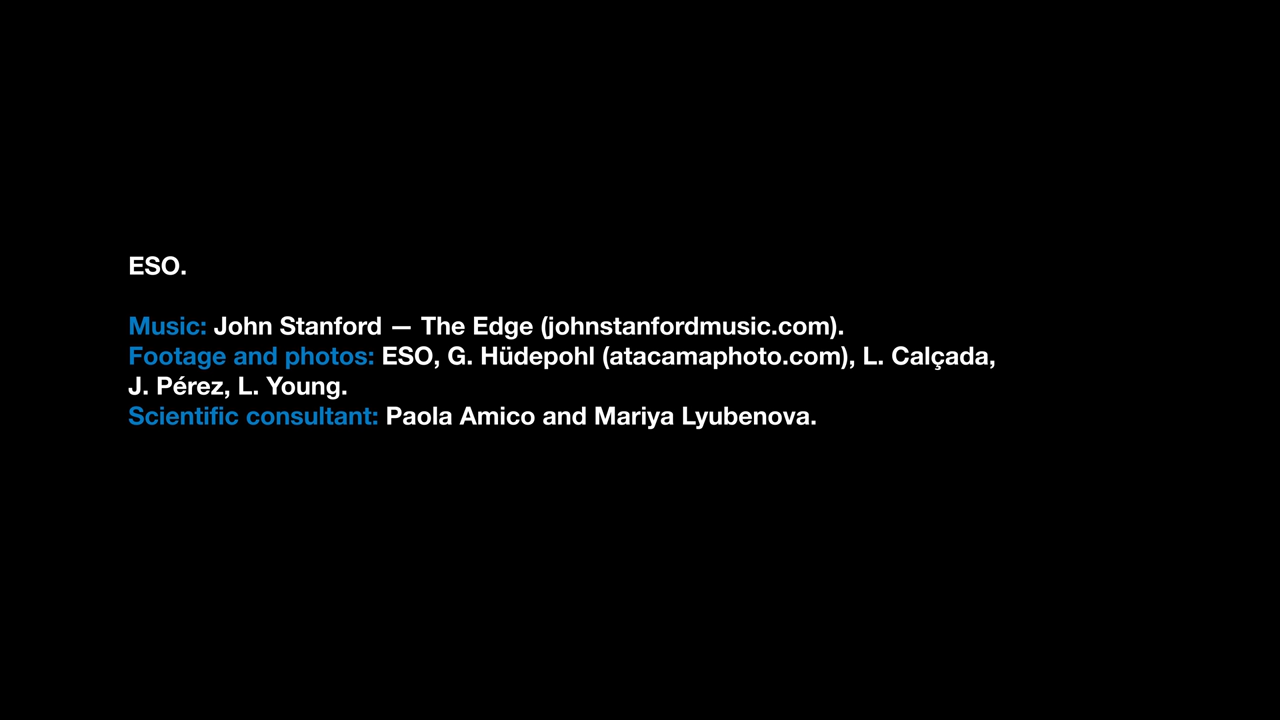 ESO.
Music: John Stanford — The Edge (johnstanfordmusic.com).
Footage and photos: ESO, G. Hüdepohl (atacamaphoto.com), L. Calçada,
J. Pérez, L. Young.
Scientific consultant: Paola Amico and Mariya Lyubenova.